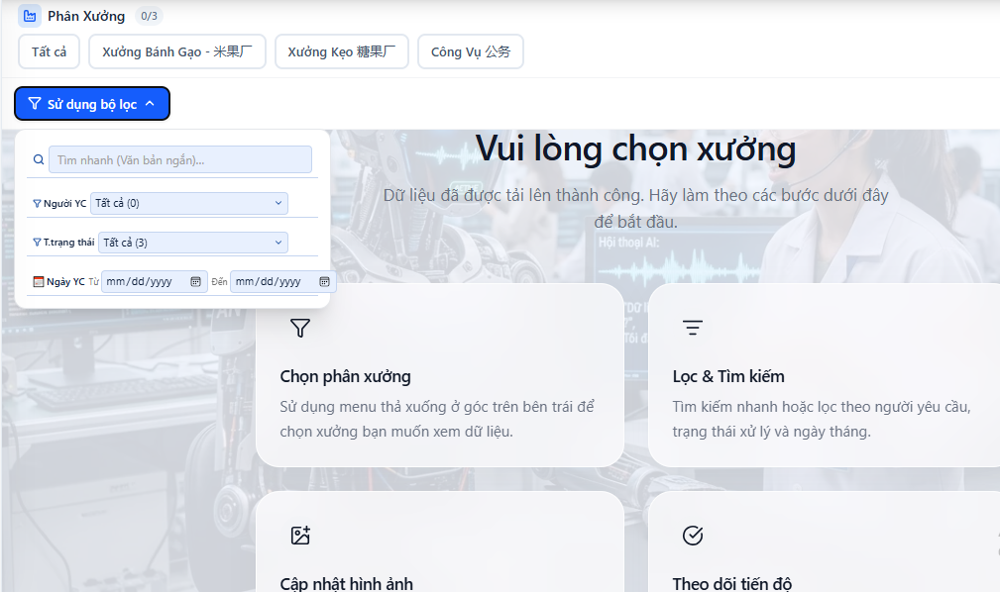 Phân Xưởng 0/3
Tất cả
Xưởng Bánh Gạo - 米果厂
Xưởng Kẹo 糖果厂
Công Vụ 公务
Sử dụng bộ lọc
Tìm nhanh (Văn bản ngắn)...
Người YC Tất cả (0)
T.trạng thái Tất cả (3)
Ngày YC Từ mm/dd/yyyy Đến mm/dd/yyyy
Vui lòng chọn xưởng
Dữ liệu đã được tải lên thành công. Hãy làm theo các bước dưới đây
để bắt đầu.
Hội thoại AI:
Chọn phân xưởng
Sử dụng menu thả xuống ở góc trên bên trái để
chọn xưởng bạn muốn xem dữ liệu.
Lọc & Tìm kiếm
Tìm kiếm nhanh hoặc lọc theo người yêu cầu,
trạng thái xử lý và ngày tháng.
Cập nhật hình ảnh
Theo dõi tiến độ